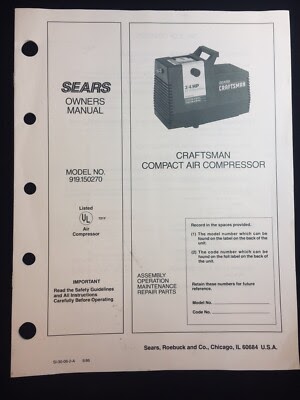 SEARS
OWNERS
MANUAL
MODEL NO.
919.150270
Listed
UL
Air
Compressor
IMPORTANT
Read the Safety Guidelines
and All Instructions
Carefully Before Operating
CRAFTSMAN
CRAFTSMAN
COMPACT AIR COMPRESSOR
ASSEMBLY
OPERATION
MAINTENANCE
REPAIR PARTS
Record in the spaces provided:
(1) The model number which can be
found on the label on the back of the
unit.
(2) The code number which can be
found on the foil label on the back of
the unit.
Retain these numbers for future
reference.
Model No.
Code No.
Sears, Roebuck and Co., Chicago, IL 60684 U.S.A.